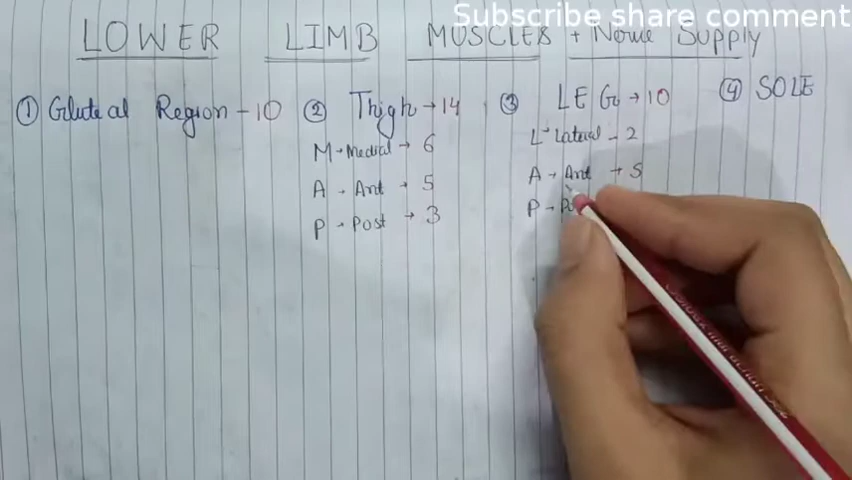 Subscribe share comment
LOWER LIMB MUSCLES + Nerve Supply
① Gluteal Region - 10
② Thigh → 14
M → Medial → 6
A → Ant → 5
P → Post → 3
③ LEG → 10
L → Lateral - 2
A → Ant → 5
P → Po
④ SOLE